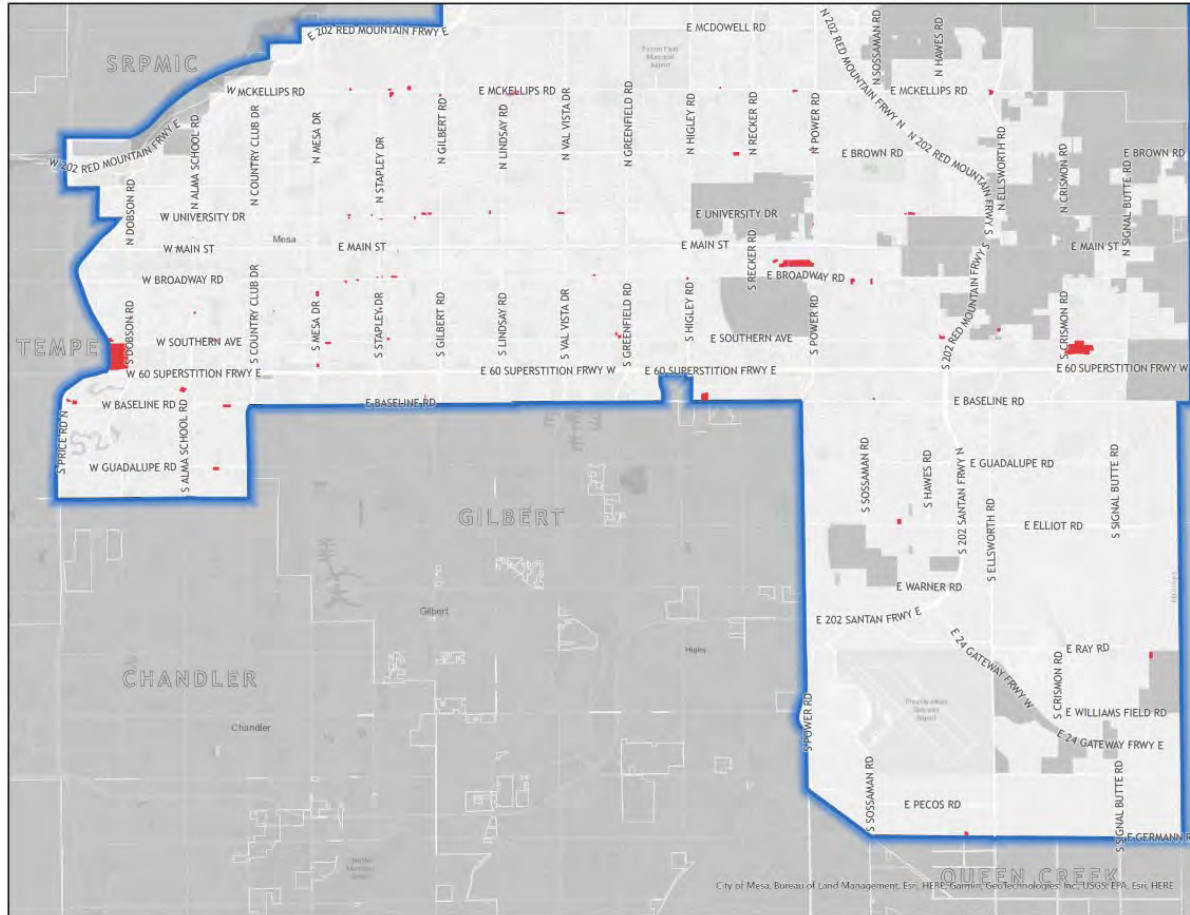 E MCDOWELL RD
E 202 RED MOUNTAIN FRWY E
N 202 RED MOUNTAIN FRWY N
N SOSSAMAN RD
N HAWES RD
SRPMIC
Falcon Field
Municipal
Airport
W MCKELLIPS RD
E MCKELLIPS RD
E MCKELLIPS RD
W 202 RED MOUNTAIN FRWY E
N DOBSON RD
N ALMA SCHOOL RD
N COUNTRY CLUB DR
N MESA DR
N STAPLEY DR
N GILBERT RD
N LINDSAY RD
N VAL VISTA DR
N GREENFIELD RD
N HIGLEY RD
N RECKER RD
N POWER RD
E BROWN RD
N 202 RED MOUNTAIN FRWY S
N ELLSWORTH RD
N CRISMON RD
N SIGNAL BUTTE RD
E BROWN RD
W UNIVERSITY DR
E UNIVERSITY DR
W MAIN ST
Mesa
E MAIN ST
E MAIN ST
E MAIN ST
W BROADWAY RD
E BROADWAY RD
S RECKER RD
S DOBSON RD
S COUNTRY CLUB DR
S MESA DR
S STAPLEY DR
S GILBERT RD
S LINDSAY RD
S VAL VISTA DR
S GREENFIELD RD
S HIGLEY RD
S POWER RD
S 202 RED MOUNTAIN FRWY S
S CRISMON RD
TEMPE
W SOUTHERN AVE
E SOUTHERN AVE
W 60 SUPERSTITION FRWY E
E 60 SUPERSTITION FRWY W
E 60 SUPERSTITION FRWY E
E 60 SUPERSTITION FRWY W
W BASELINE RD
E BASELINE RD
E BASELINE RD
S PRICE RD N
S ALMA SCHOOL RD
W GUADALUPE RD
S SOSSAMAN RD
S HAWES RD
S 202 SANTAN FRWY N
E GUADALUPE RD
S SIGNAL BUTTE RD
GILBERT
E ELLIOT RD
S ELLSWORTH RD
E WARNER RD
Gilbert
E 202 SANTAN FRWY E
E 24 GATEWAY FRWY W
Higley
E RAY RD
CHANDLER
S CRISMON RD
Chandler
S POWER RD
E WILLIAMS FIELD RD
E 24 GATEWAY FRWY E
S SOSSAMAN RD
E PECOS RD
S SIGNAL BUTTE RD
E GERMANN R
QUEEN CREEK
City of Mesa, Bureau of Land Management, Esri, HERE, Garmin, GeoTechnologies, Inc., USGS, EPA, Esri, HERE